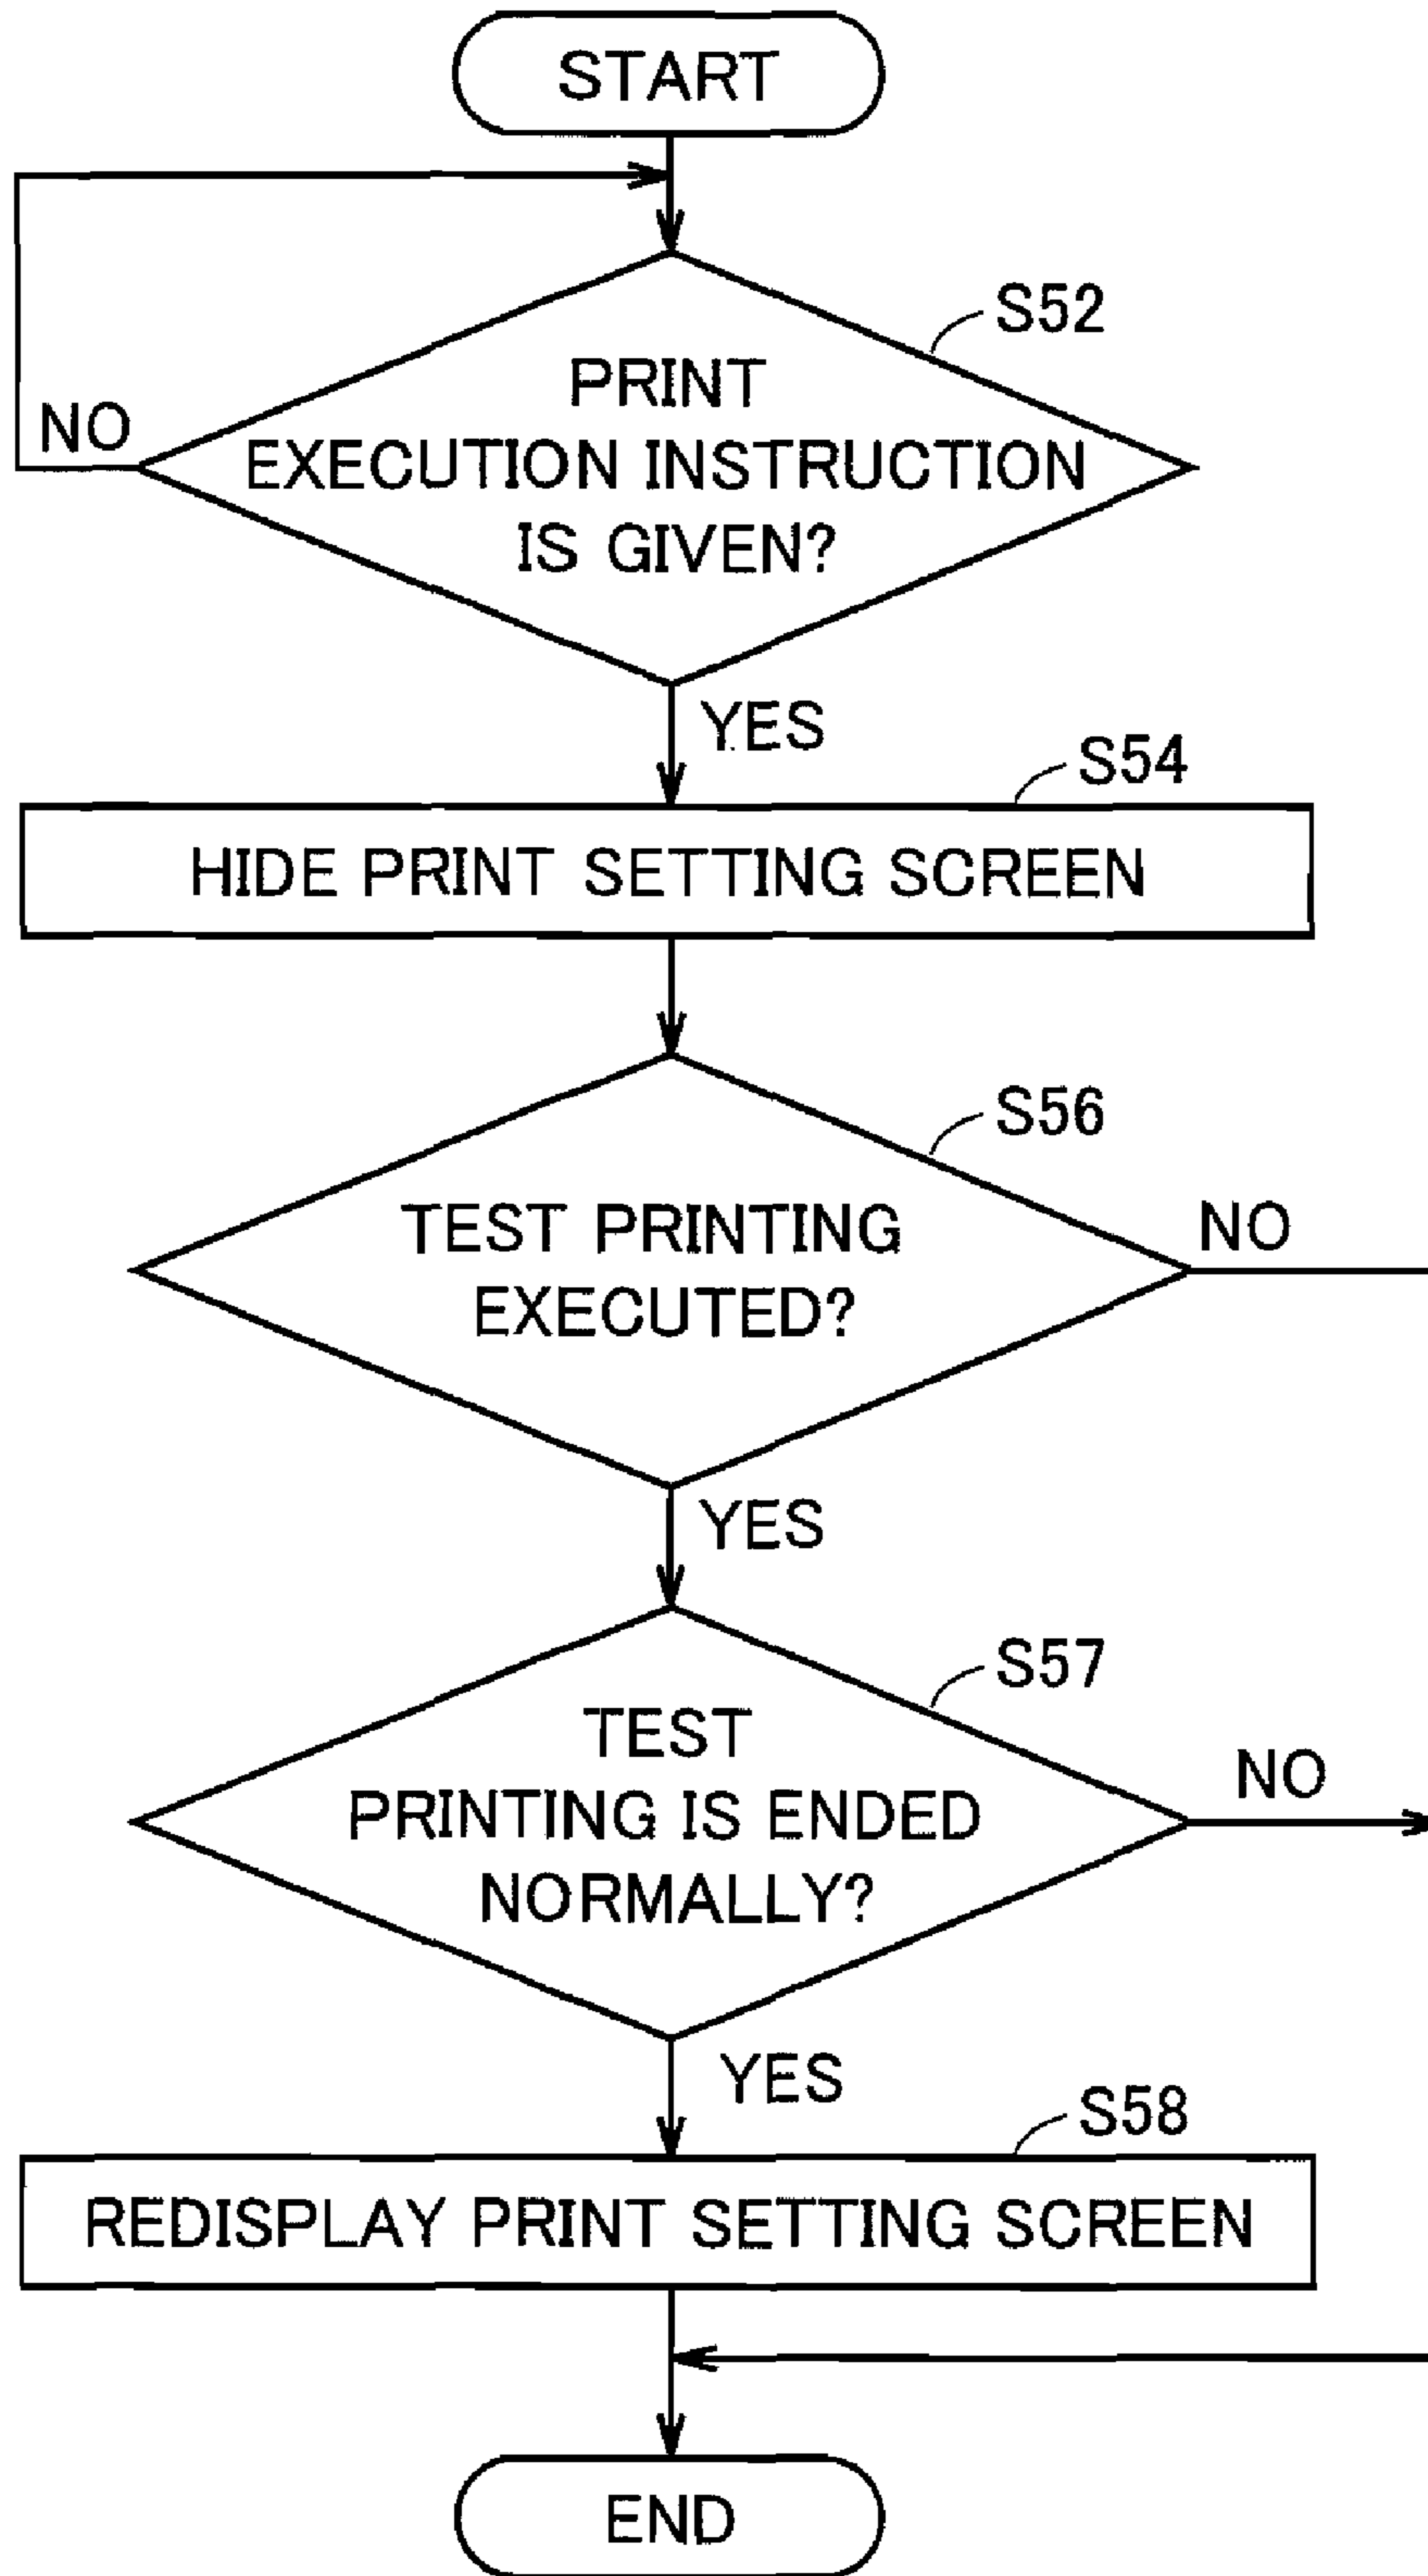 START
S52
PRINT
EXECUTION INSTRUCTION
IS GIVEN?
NO
YES
S54
HIDE PRINT SETTING SCREEN
S56
TEST PRINTING
EXECUTED?
NO
YES
S57
TEST
PRINTING IS ENDED
NORMALLY?
NO
YES
S58
REDISPLAY PRINT SETTING SCREEN
END